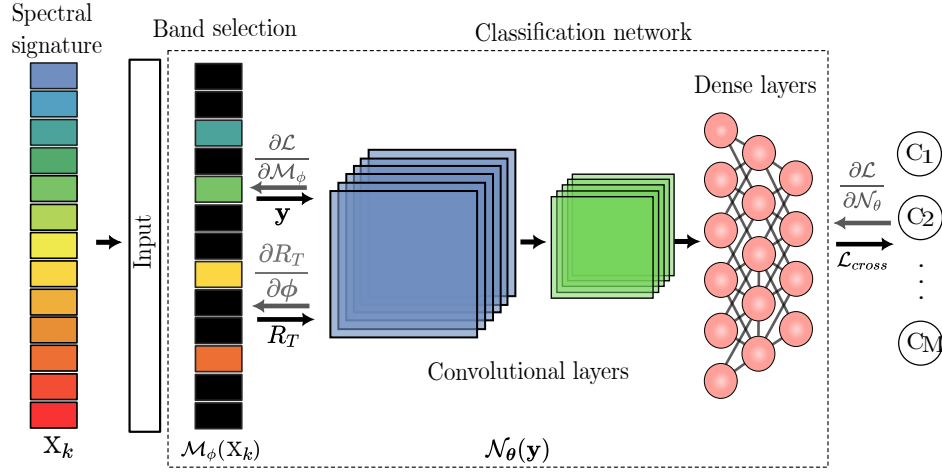 Spectral
signature
Band selection
Classification network
Dense layers
Input
∂ℒ
∂ℳ_ϕ
y
∂R_T
∂ϕ
R_T
∂ℒ
∂𝒩_θ
ℒ_cross
C1
C2
⋮
CM
Convolutional layers
X_k
ℳ_ϕ(X_k)
𝒩_θ(y)